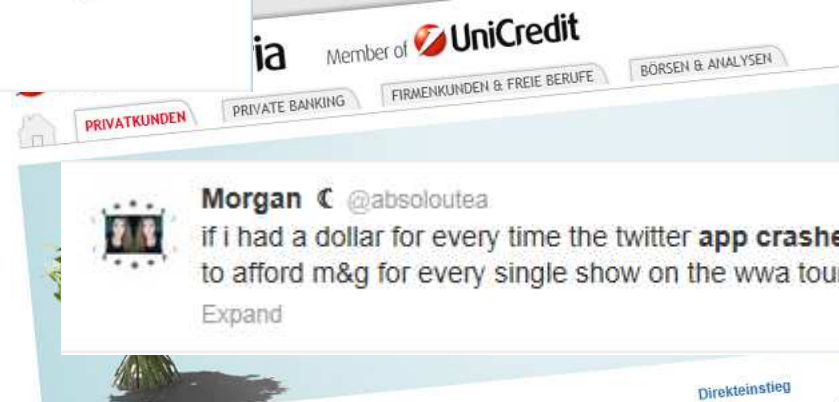 ia Member of UniCredit
PRIVATKUNDEN PRIVATE BANKING FIRMENKUNDEN & FREIE BERUFE BÖRSEN & ANALYSEN
Morgan ☾ @absoloutea
if i had a dollar for every time the twitter app crashe
to afford m&g for every single show on the wwa tour
Expand
Direkteinstieg